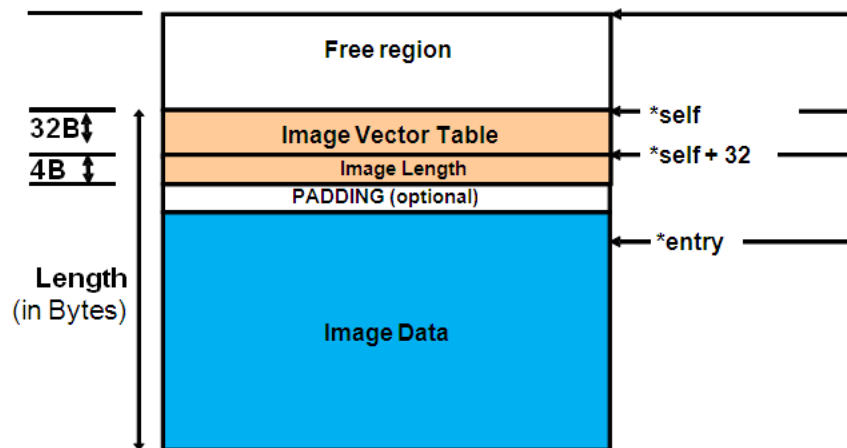 Free region
*self
32B
Image Vector Table
*self + 32
4B
Image Length
PADDING (optional)
*entry
Length
(in Bytes)
Image Data